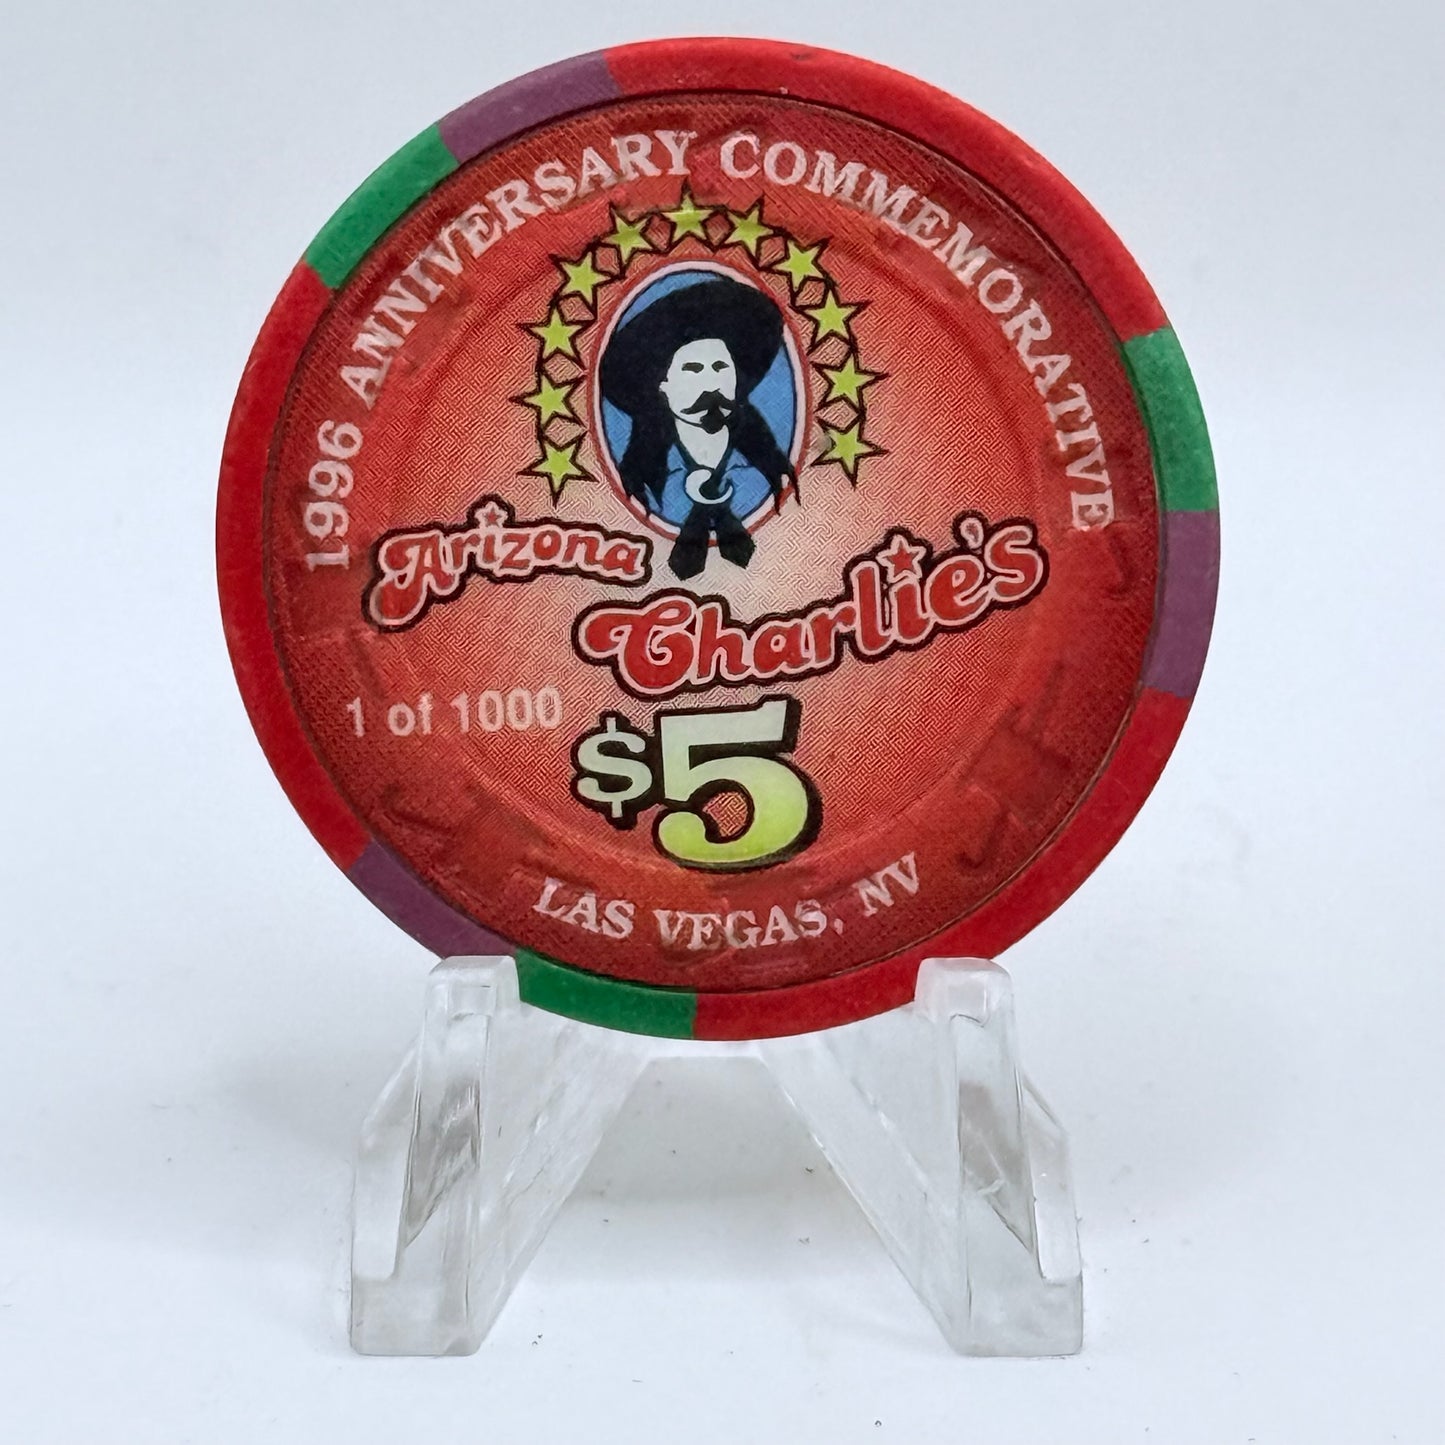 1996 ANNIVERSARY COMMEMORATIVE
Arizona
Charlie's
1 of 1000
$5
LAS VEGAS, NV